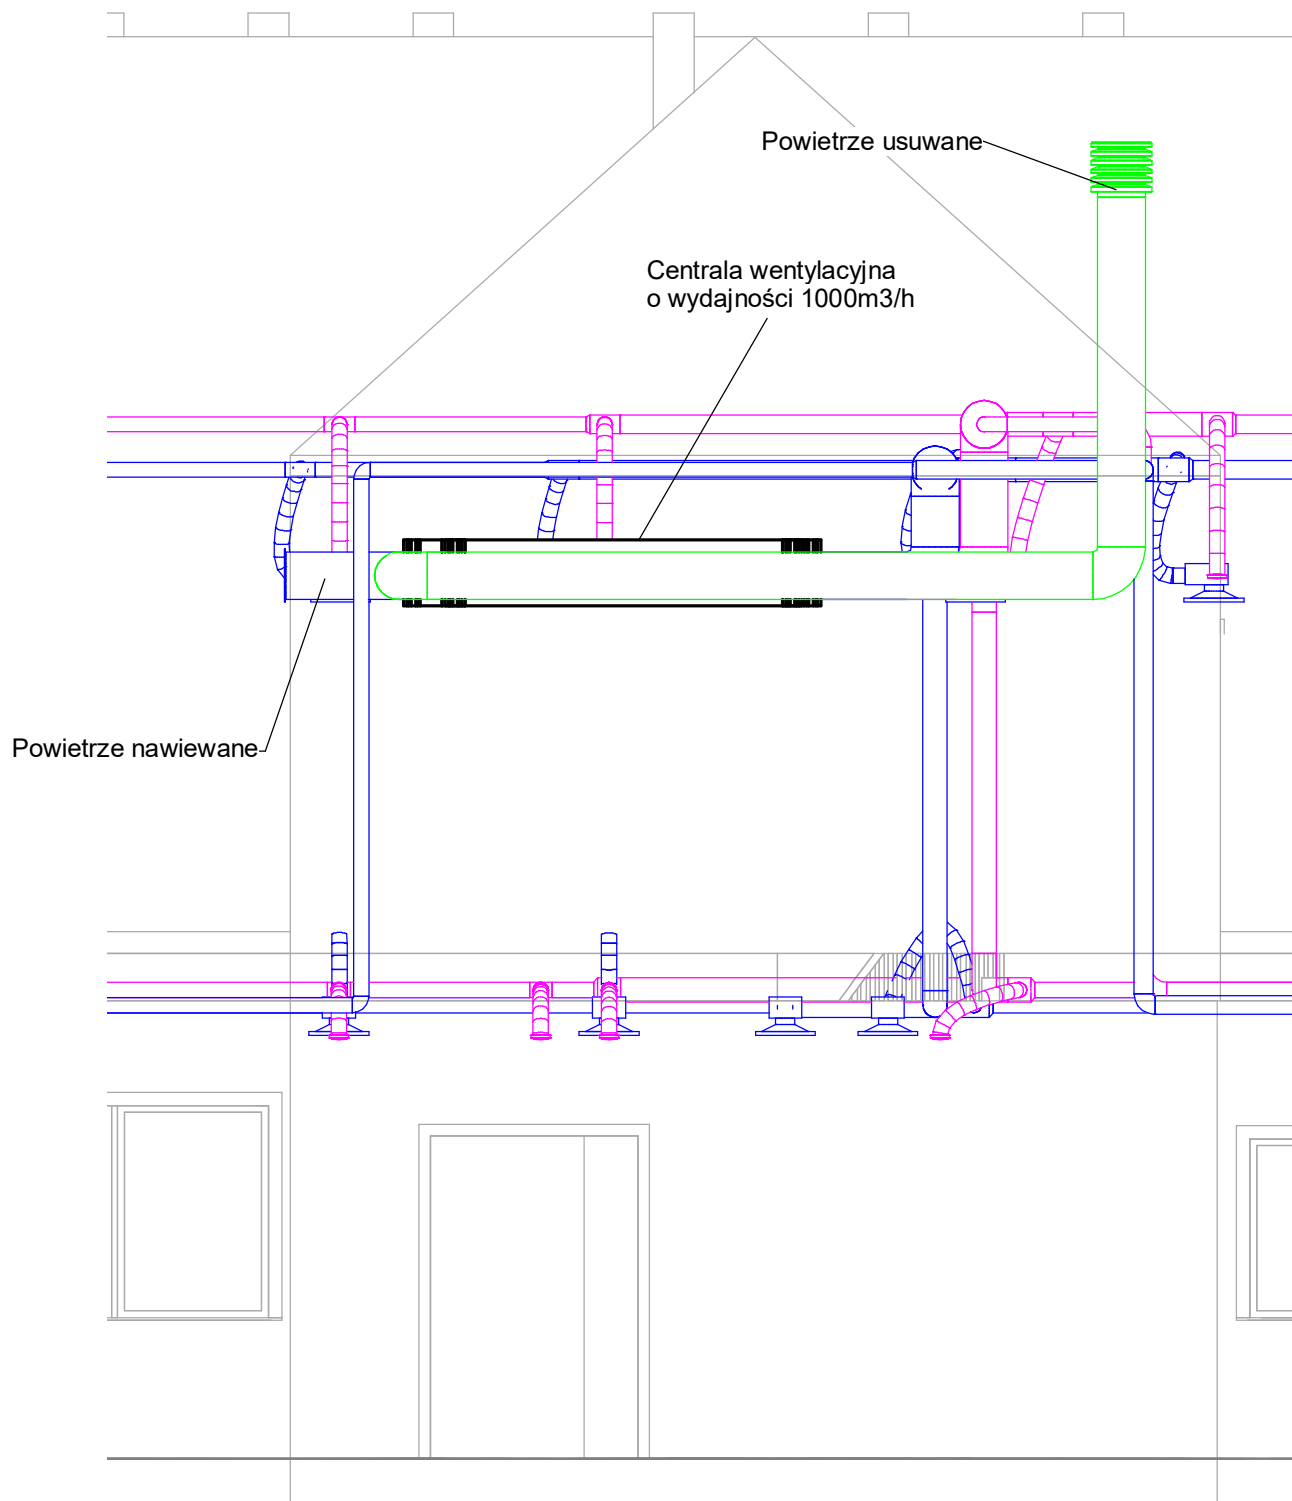 Powietrze usuwane
Centrala wentylacyjna
o wydajności 1000m3/h
Powietrze nawiewane